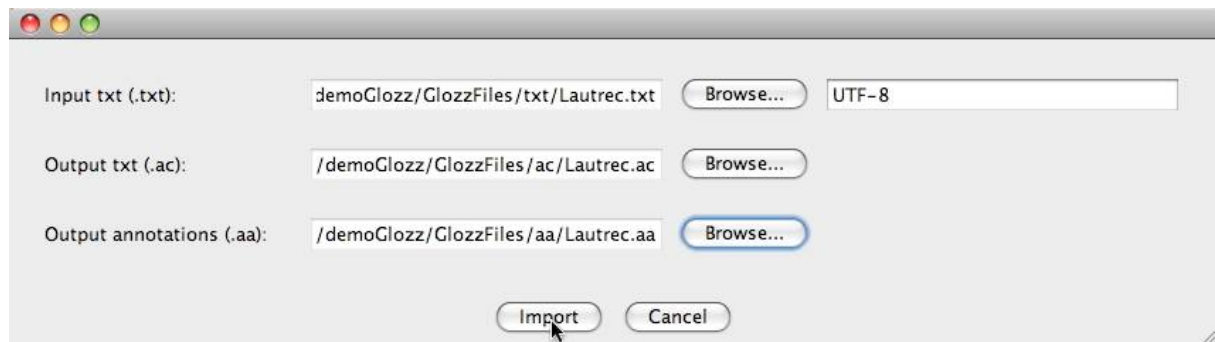 Input txt (.txt): demoGlozz/GlozzFiles/txt/Lautrec.txt Browse... UTF-8
Output txt (.ac): /demoGlozz/GlozzFiles/ac/Lautrec.ac Browse...
Output annotations (.aa): /demoGlozz/GlozzFiles/aa/Lautrec.aa Browse...
Import Cancel